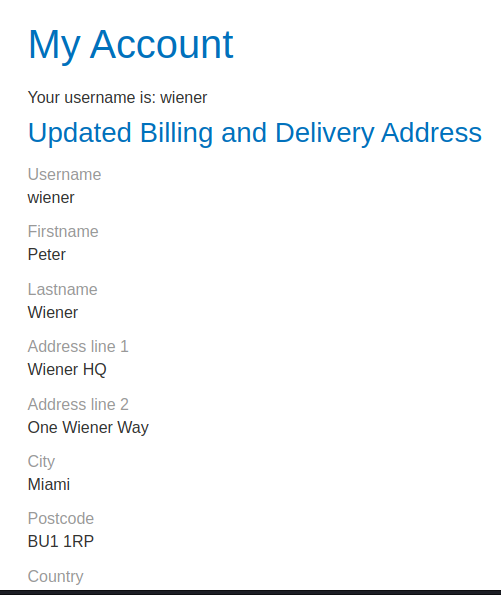 My Account
Your username is: wiener
Updated Billing and Delivery Address
Username
wiener
Firstname
Peter
Lastname
Wiener
Address line 1
Wiener HQ
Address line 2
One Wiener Way
City
Miami
Postcode
BU1 1RP
Country